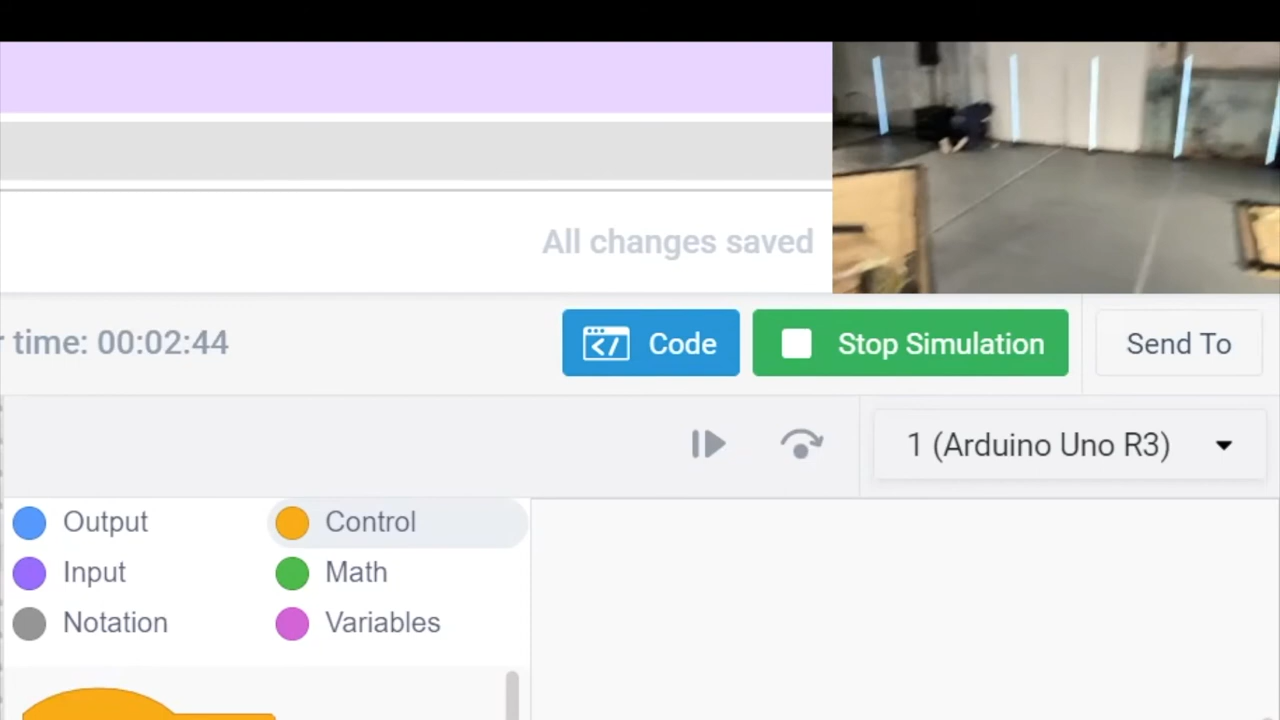 All changes saved
time: 00:02:44
Code
Stop Simulation
Send To
1 (Arduino Uno R3)
Output
Control
Input
Math
Notation
Variables